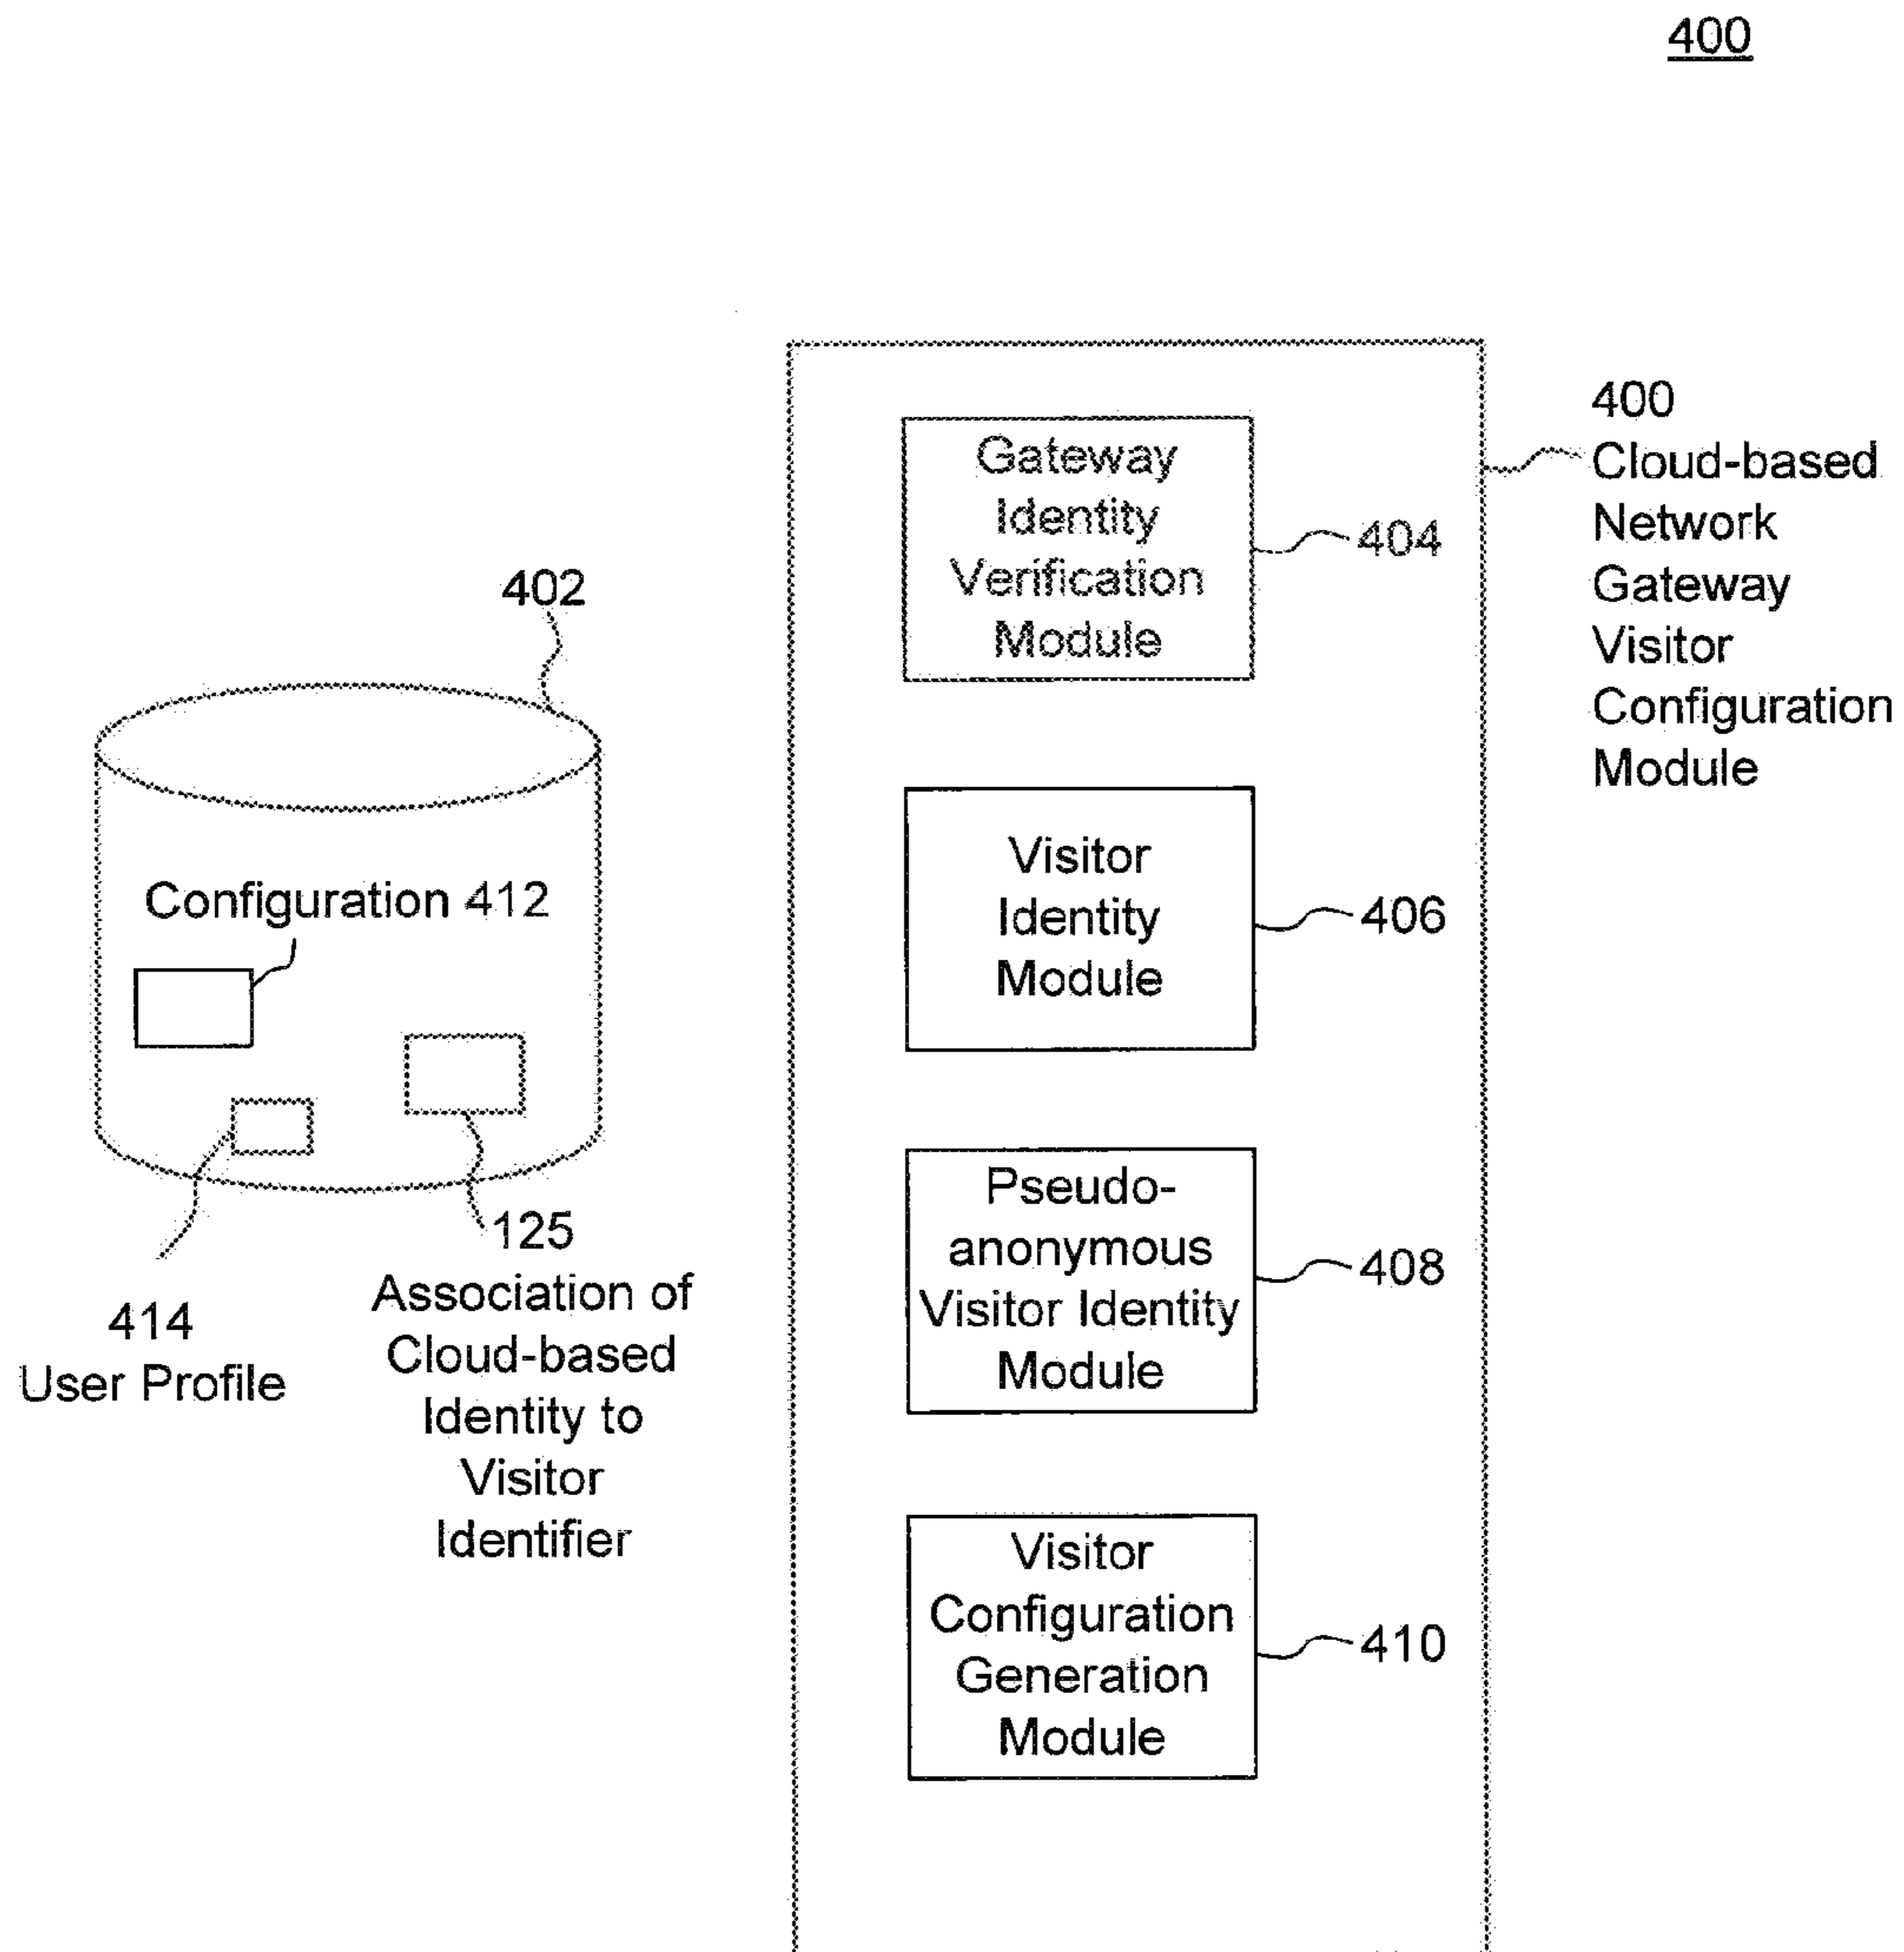 400
400
Cloud-based
Network
Gateway
Visitor
Configuration
Module
Gateway
Identity
Verification
Module
404
402
Visitor
Identity
Module
406
Configuration 412
Pseudo-
anonymous
Visitor Identity
Module
408
125
Association of
Cloud-based
Identity to
Visitor
Identifier
414
User Profile
Visitor
Configuration
Generation
Module
410